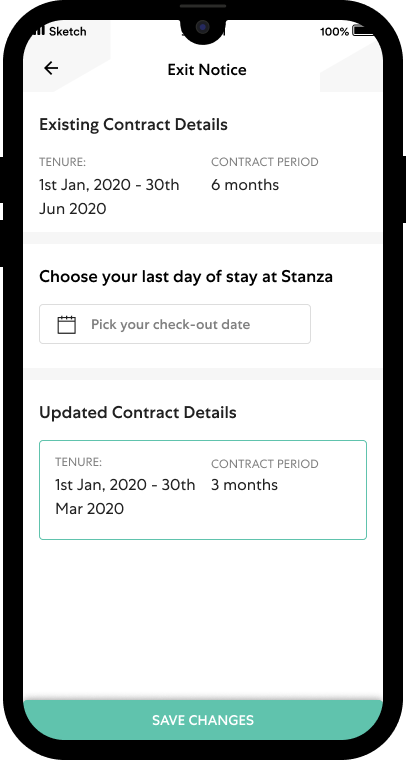 Sketch
100%
Exit Notice
Existing Contract Details
TENURE:
CONTRACT PERIOD
1st Jan, 2020 - 30th
6 months
Jun 2020
Choose your last day of stay at Stanza
Pick your check-out date
Updated Contract Details
TENURE:
CONTRACT PERIOD
1st Jan, 2020 - 30th
3 months
Mar 2020
SAVE CHANGES